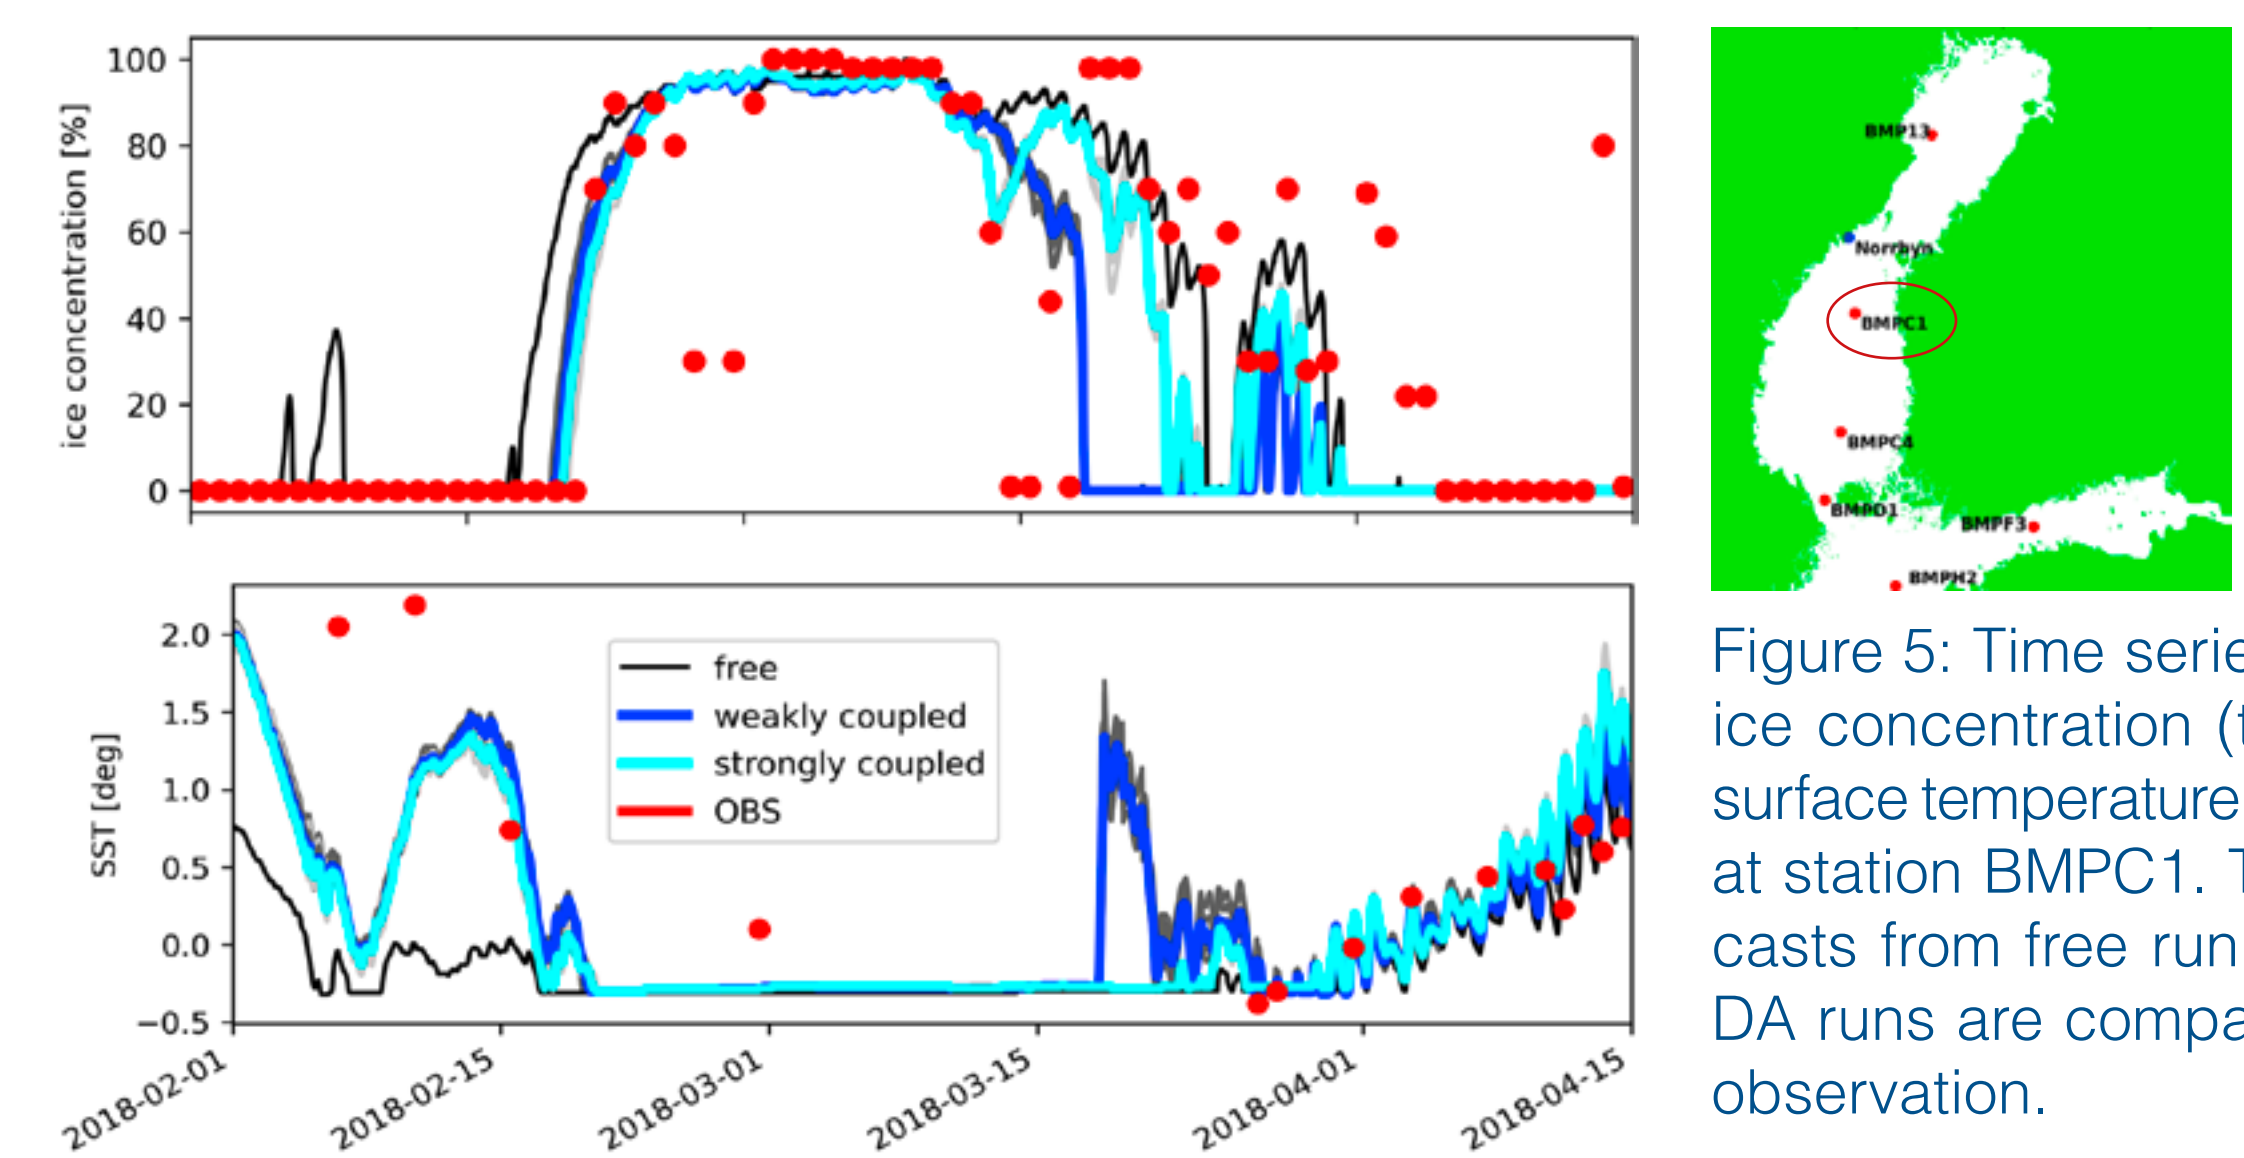 100
80
60
40
20
0
ice concentration [%]
2.0
1.5
1.0
0.5
0.0
−0.5
SST [deg]
free
weakly coupled
strongly coupled
OBS
2018-02-01
2018-02-15
2018-03-01
2018-03-15
2018-04-01
2018-04-15
BMP13
Norrbyn
BMPC1
BMPC4
BMPD1
BMPF3
BMPH2
Figure 5: Time serie
ice concentration (t
surface temperature
at station BMPC1. T
casts from free run
DA runs are compa
observation.